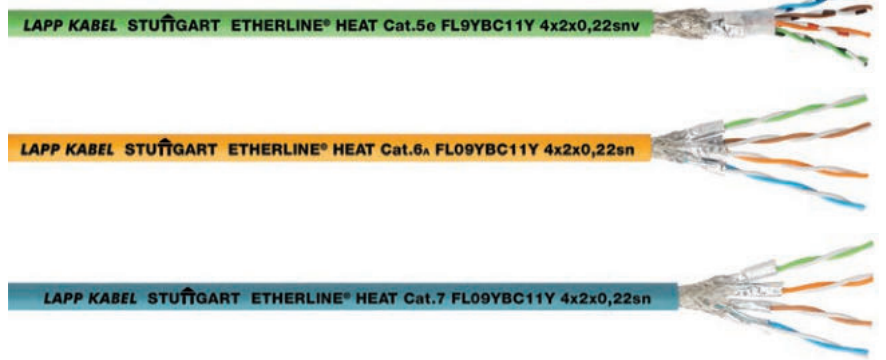 LAPP KABEL STUTTGART ETHERLINE® HEAT Cat.5e FL9YBC11Y 4x2x0,22snv
LAPP KABEL STUTTGART ETHERLINE® HEAT Cat.6ᴀ FL09YBC11Y 4x2x0,22sn
LAPP KABEL STUTTGART ETHERLINE® HEAT Cat.7 FL09YBC11Y 4x2x0,22sn